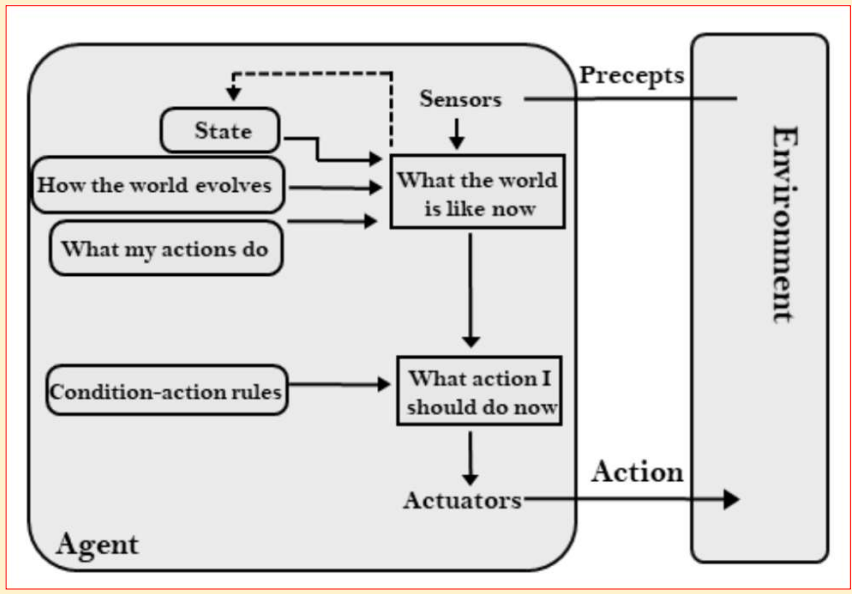 Precepts
Sensors
State
How the world evolves
What the world
is like now
What my actions do
Environment
Condition-action rules
What action I
should do now
Action
Actuators
Agent